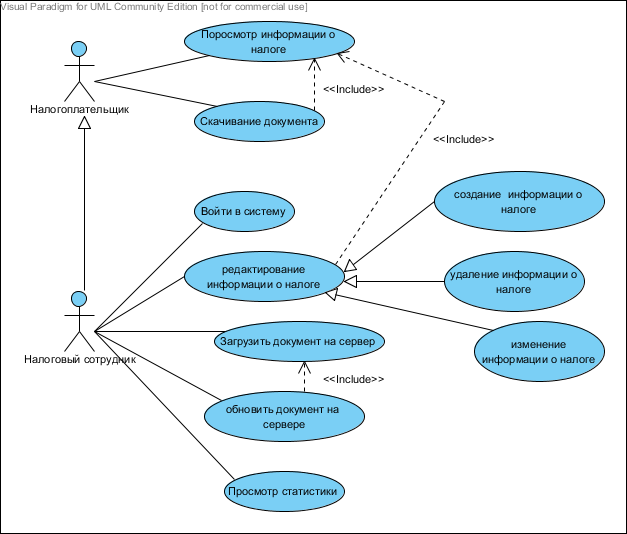 Visual Paradigm for UML Community Edition [not for commercial use]
Поросмотр информации о
налоге
<<Include>>
Налогоплательщик
Скачивание документа
<<Include>>
создание информации о
налоге
Войти в систему
редактирование
информации о налоге
удаление информации о
налоге
Налоговый сотрудник
Загрузить документ на сервер
изменение
информации о налоге
<<Include>>
обновить документ на
сервере
Просмотр статистики